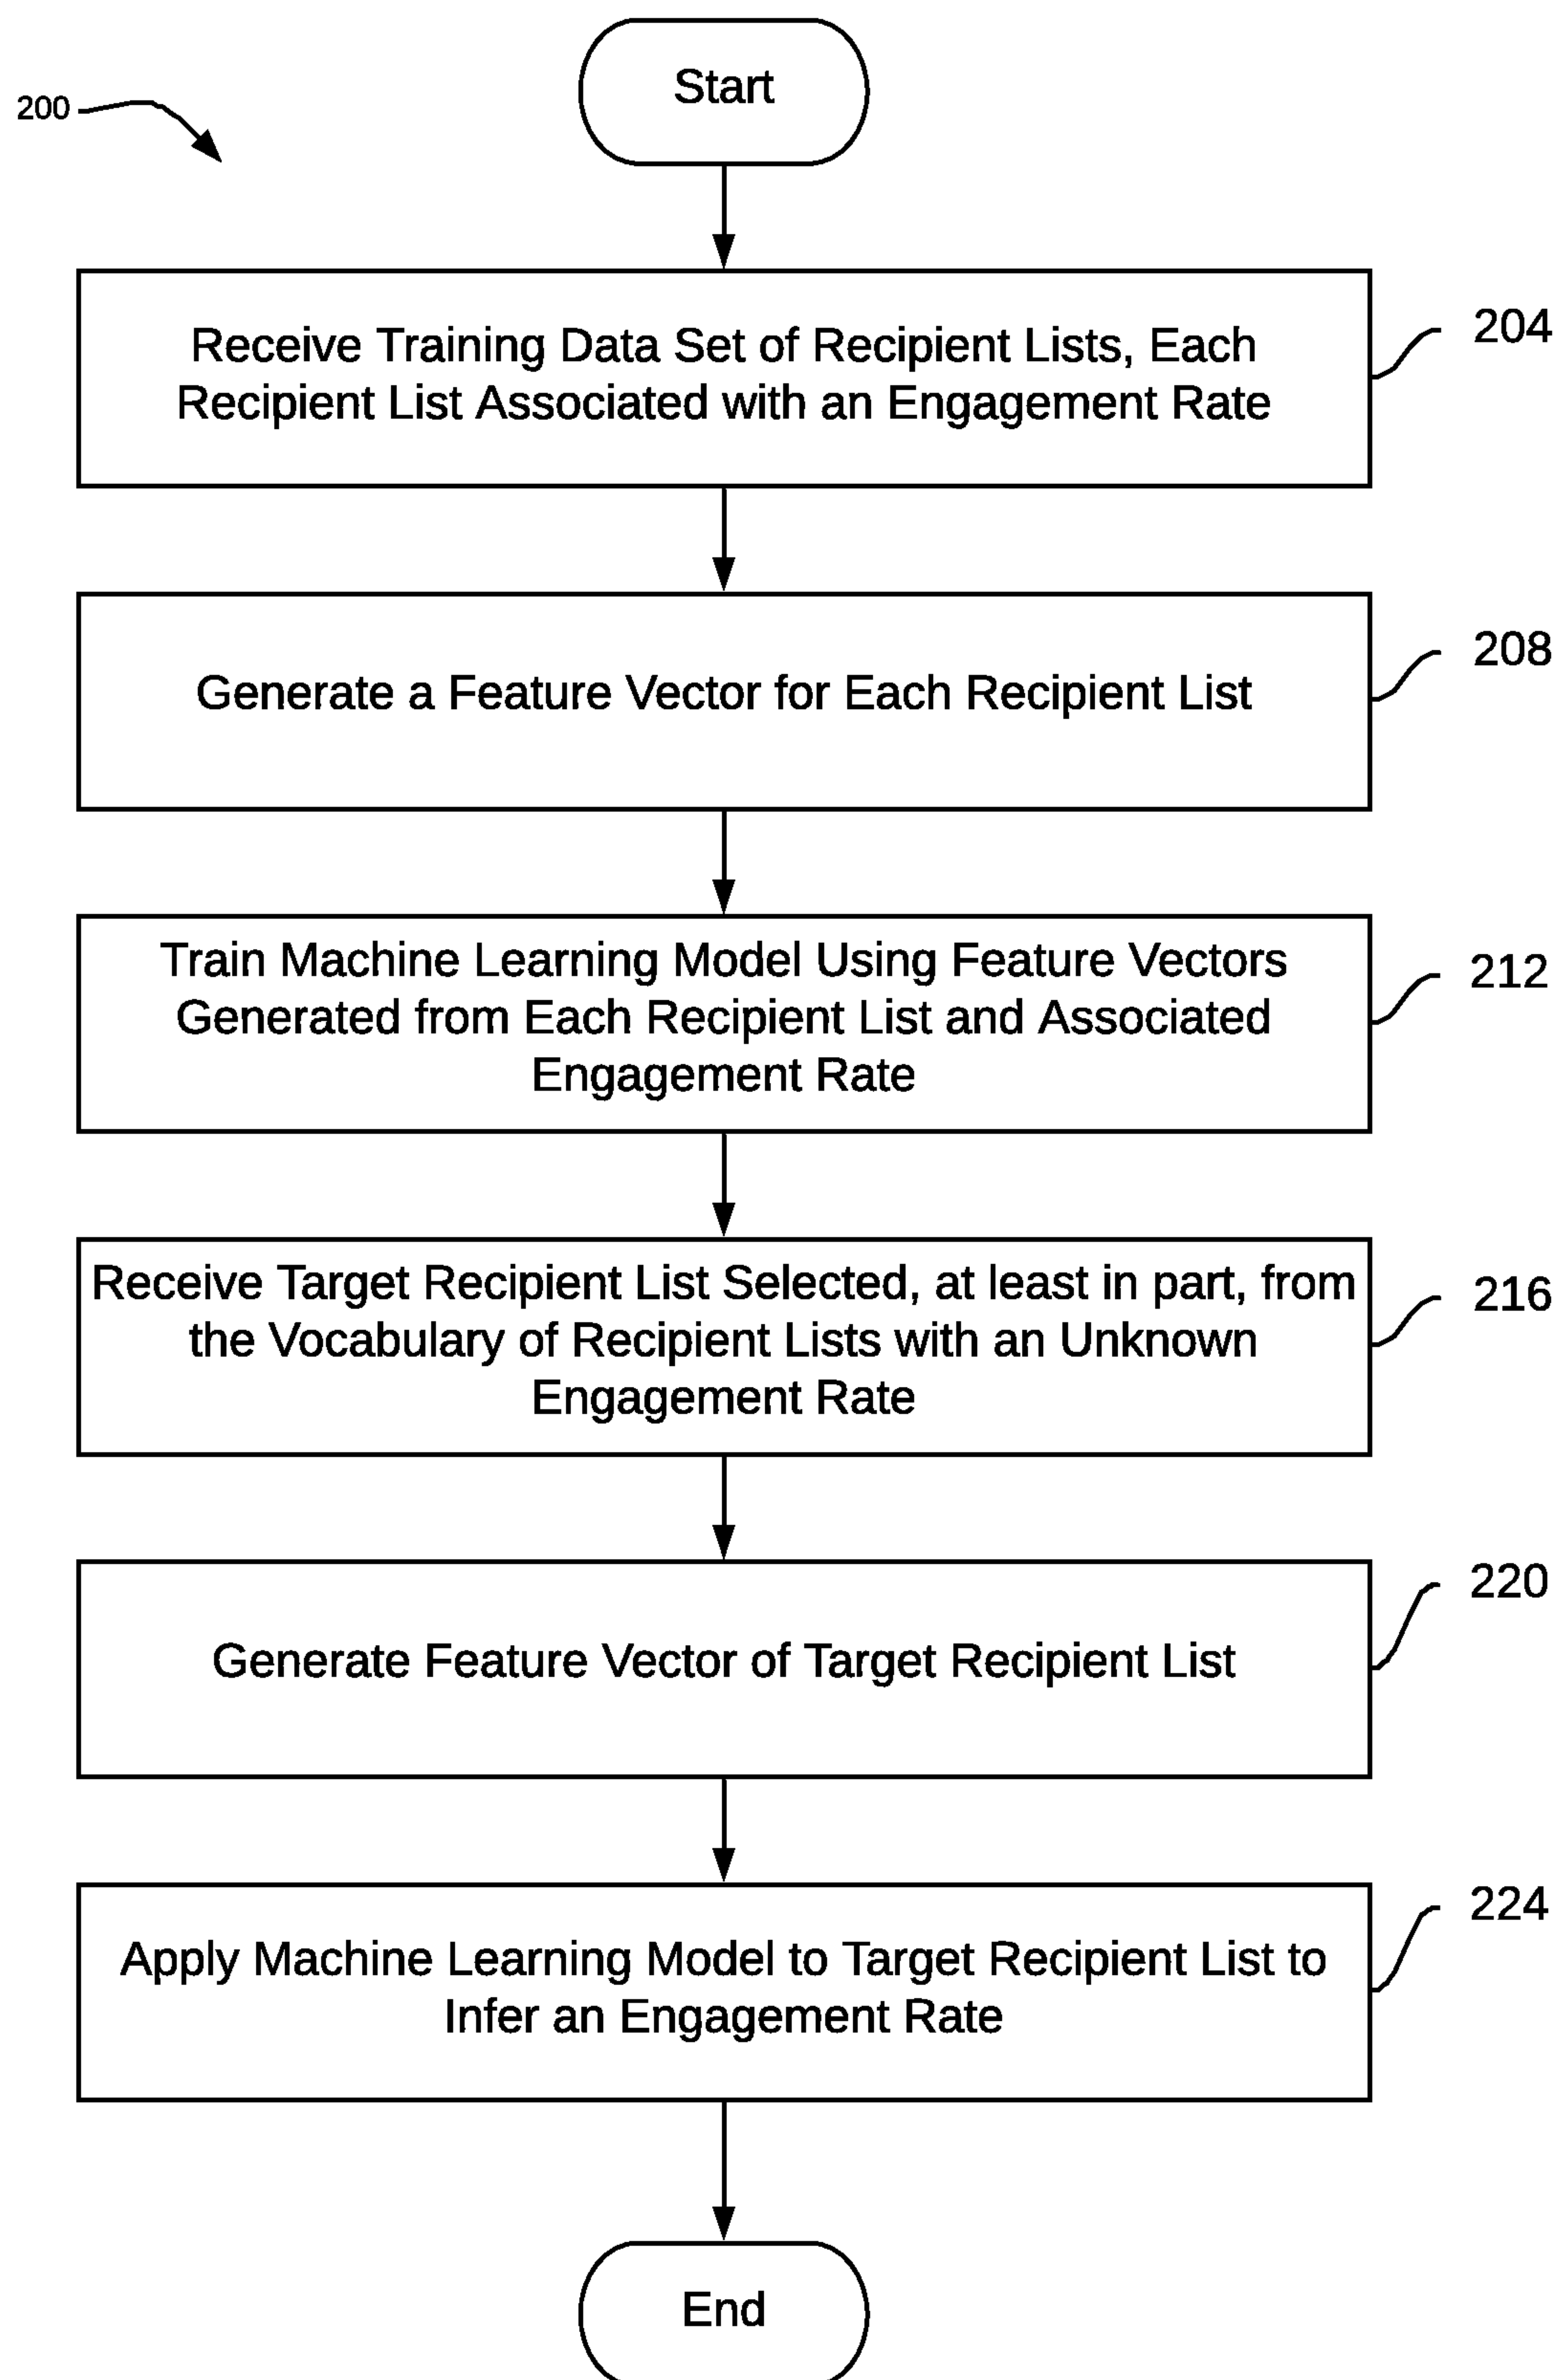 Start
200
Receive Training Data Set of Recipient Lists, Each
Recipient List Associated with an Engagement Rate
204
Generate a Feature Vector for Each Recipient List
208
Train Machine Learning Model Using Feature Vectors
Generated from Each Recipient List and Associated
Engagement Rate
212
Receive Target Recipient List Selected, at least in part, from
the Vocabulary of Recipient Lists with an Unknown
Engagement Rate
216
Generate Feature Vector of Target Recipient List
220
Apply Machine Learning Model to Target Recipient List to
Infer an Engagement Rate
224
End